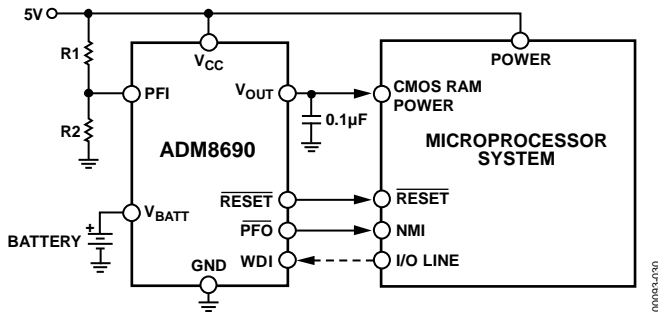 5V
R1
R2
PFI
VCC
VOUT
ADM8690
0.1µF
VBATT
BATTERY
+
RESET
PFO
WDI
GND
POWER
CMOS RAM
POWER
MICROPROCESSOR
SYSTEM
RESET
NMI
I/O LINE
00093-030